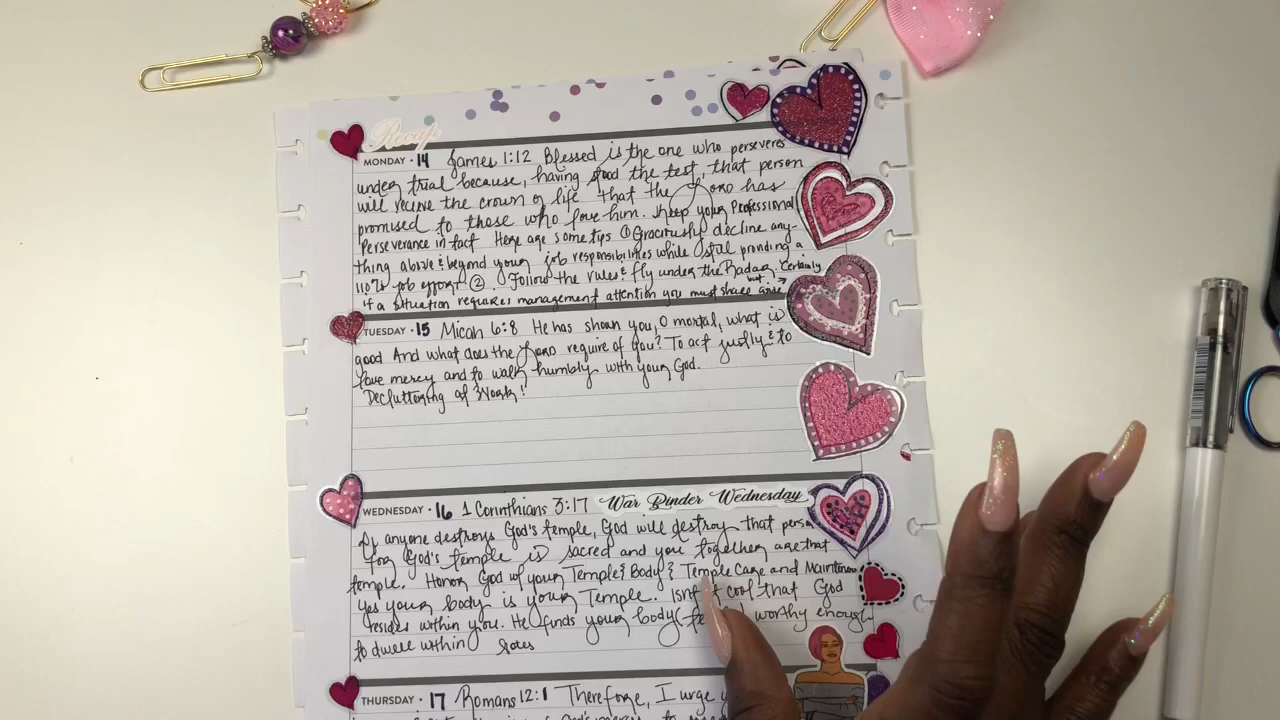 Recap
MONDAY • 14 James 1:12 Blessed is the one who perseveres
under trial because, having stood the test, that person
will receive the crown of life that the Lord has
promised to those who love him. Keep your Professional
Perseverance in fact Here are some tips ① Graciously decline any-
thing above & beyond your job responsibilities while still providing a
110% job effort ② Follow the rules & fly under the Radar. Certainly
but
if a situation requires management attention you must share
TUESDAY • 15 Micah 6:8 He has shown you, O mortal, what is
good And what does the Lord require of you? To act justly & to
love mercy and to walk humbly with your God.
Decluttering at Work!
WEDNESDAY • 16 1 Corinthians 3:17 War Binder Wednesday
If anyone destroys God's temple, God will destroy that person
for God's temple is sacred and you together are that
temple. Honor God w/ your Temple & Body & Temple Care and Maintenance
Yes your body is your Temple. Isn't it cool that God
resides within you. He finds your body worthy enough
to dwell within
THURSDAY • 17 Romans 12:1 Therefore, I urge